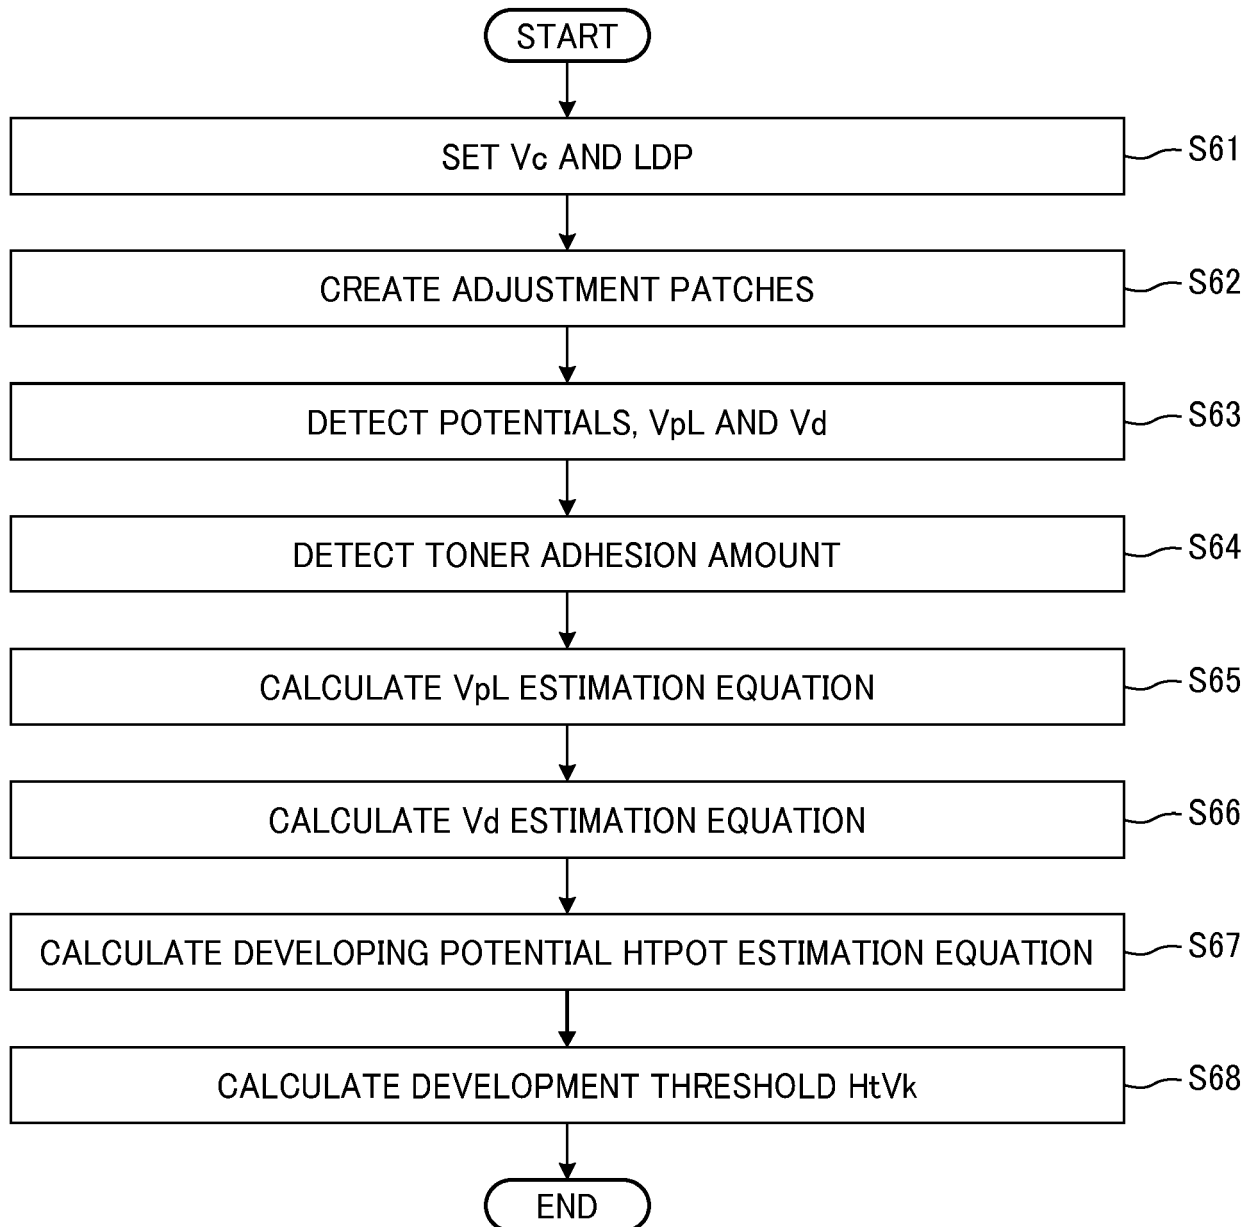 START
SET Vc AND LDP
S61
CREATE ADJUSTMENT PATCHES
S62
DETECT POTENTIALS, VpL AND Vd
S63
DETECT TONER ADHESION AMOUNT
S64
CALCULATE VpL ESTIMATION EQUATION
S65
CALCULATE Vd ESTIMATION EQUATION
S66
CALCULATE DEVELOPING POTENTIAL HTPOT ESTIMATION EQUATION
S67
CALCULATE DEVELOPMENT THRESHOLD HtVk
S68
END